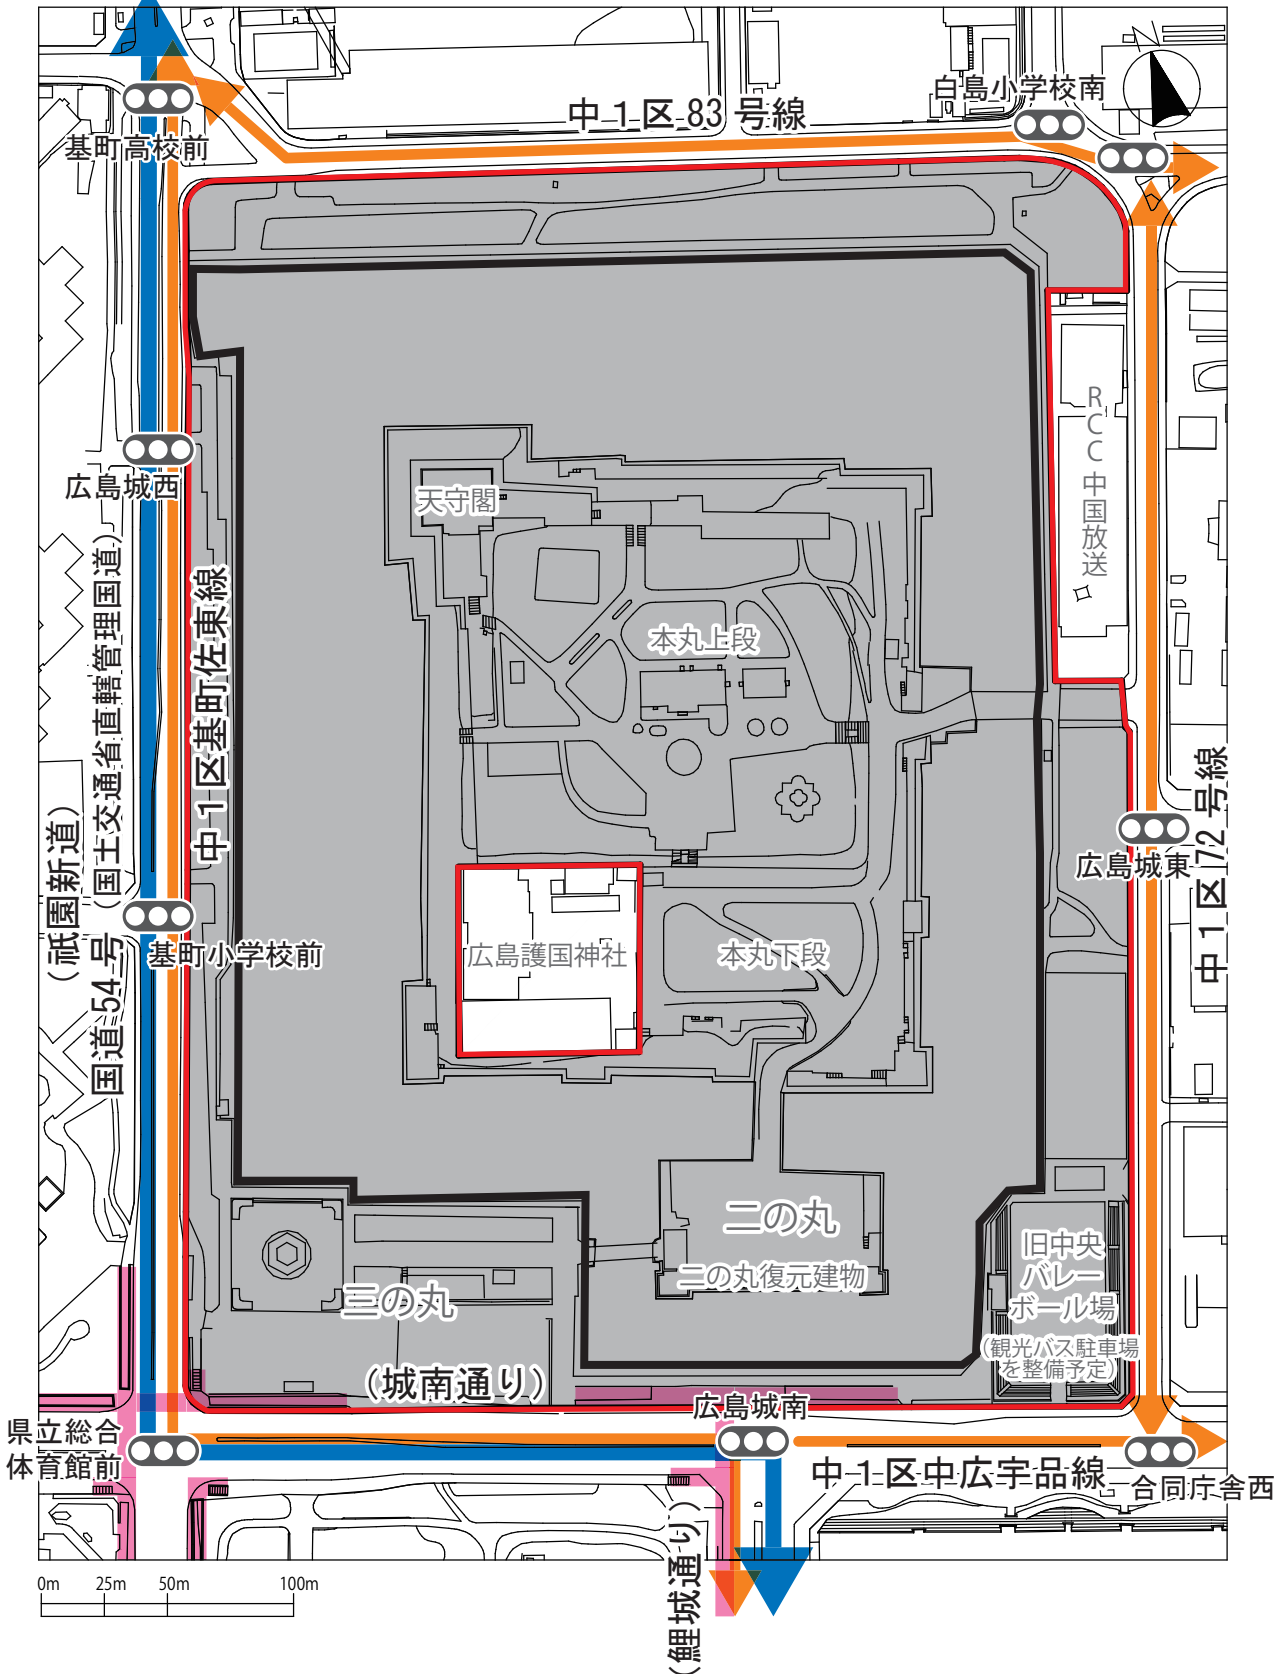 白島小学校南
中1区83号線
基町高校前
RCC中国放送
広島城西
天守閣
本丸上段
中1区基町佐東線
国道54号(国土交通省直轄管理国道)
(祇園新道)
中1区72号線
広島城東
基町小学校前
広島護国神社
本丸下段
二の丸
二の丸復元建物
三の丸
旧中央
バレー
ボール場
(観光バス駐車場
を整備予定)
(城南通り)
広島城南
県立総合
体育館前
中1区中広宇品線
合同庁舎西
(鯉城通り)
0m 25m 50m 100m
N